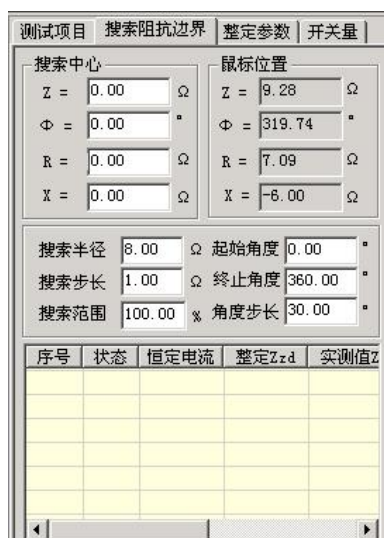 测试项目 搜索阻抗边界 整定参数 开关量
搜索中心 鼠标位置
Z = 0.00 Ω Z = 9.28 Ω
Φ = 0.00 ° Φ = 319.74 °
R = 0.00 Ω R = 7.09 Ω
X = 0.00 Ω X = -6.00 Ω
搜索半径 8.00 Ω 起始角度 0.00 °
搜索步长 1.00 Ω 终止角度 360.00 °
搜索范围 100.00 % 角度步长 30.00 °
序号 状态 恒定电流 整定Zzd 实测值Z